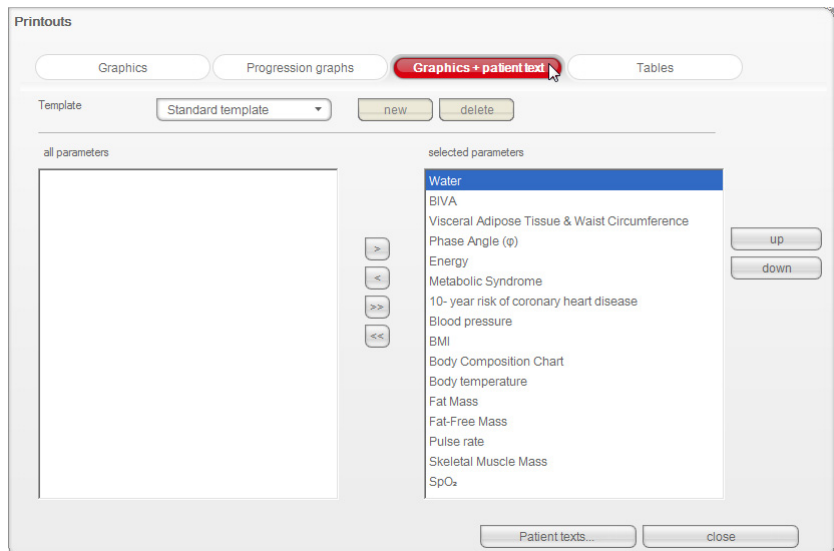 Printouts
Graphics Progression graphs Graphics + patient text Tables
Template Standard template new delete
all parameters selected parameters
Water
BIVA
Visceral Adipose Tissue & Waist Circumference
Phase Angle (φ) up
>
Energy down
<
Metabolic Syndrome
>>
10- year risk of coronary heart disease
Blood pressure
<<
BMI
Body Composition Chart
Body temperature
Fat Mass
Fat-Free Mass
Pulse rate
Skeletal Muscle Mass
SpO₂
Patient texts... close